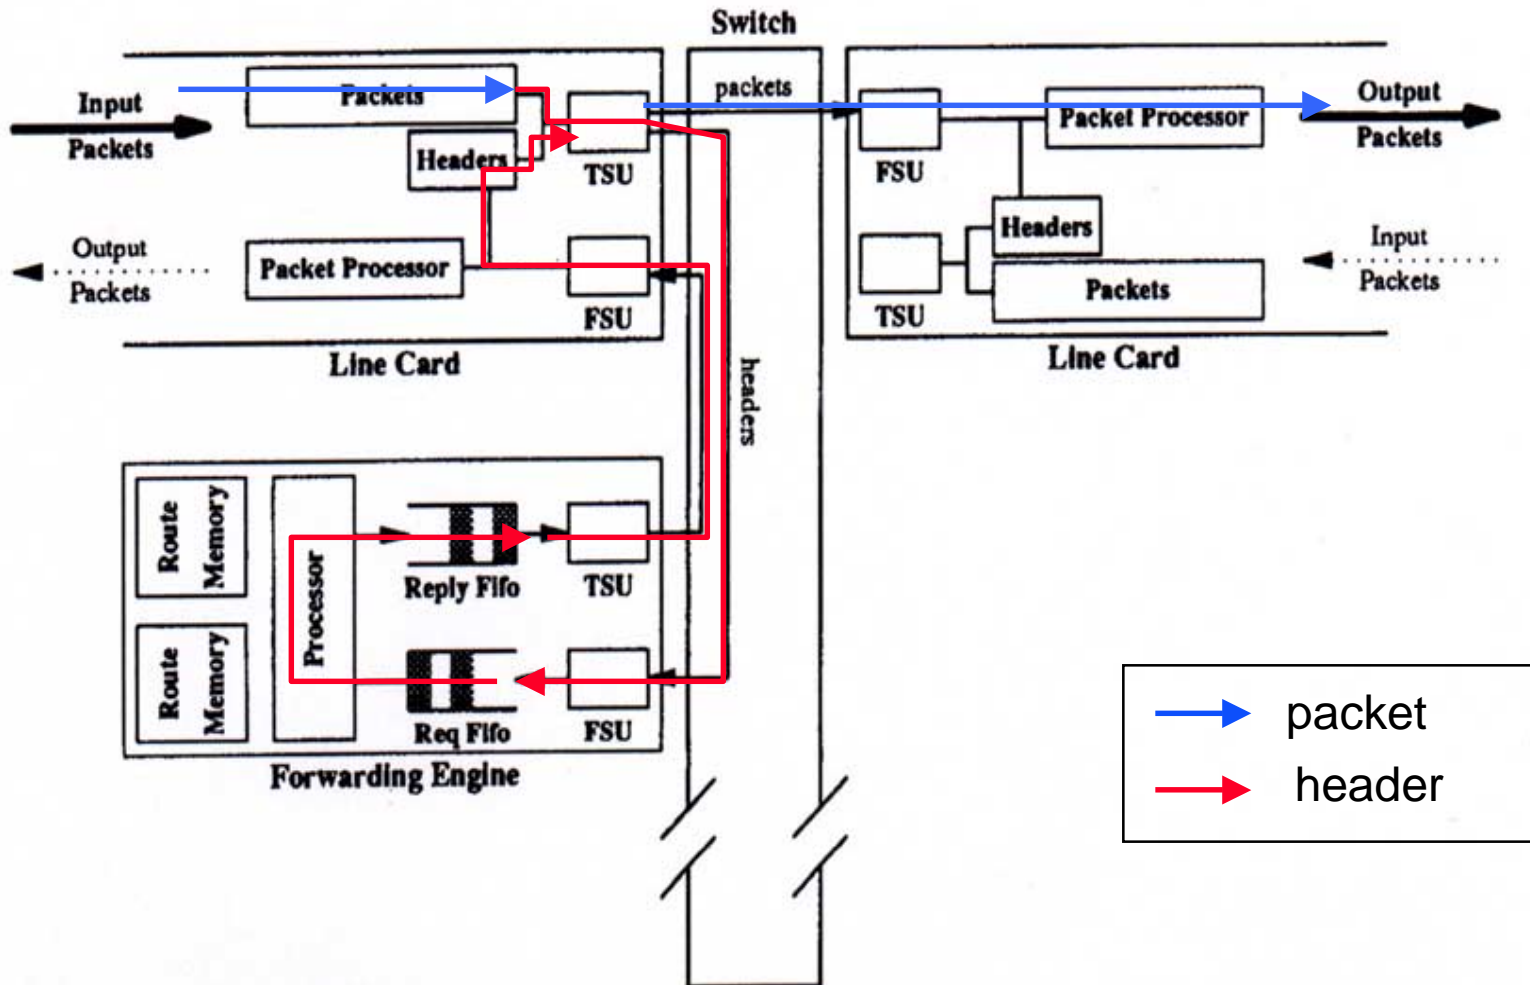 Switch
Input
Packets
Packets
Headers
TSU
packets
FSU
Packet Processor
Output
Packets
Output
Packets
Packet Processor
FSU
Line Card
Headers
TSU
Packets
Input
Packets
Line Card
headers
Route
Memory
Route
Memory
Processor
Reply Fifo
TSU
Req Fifo
FSU
Forwarding Engine
packet
header